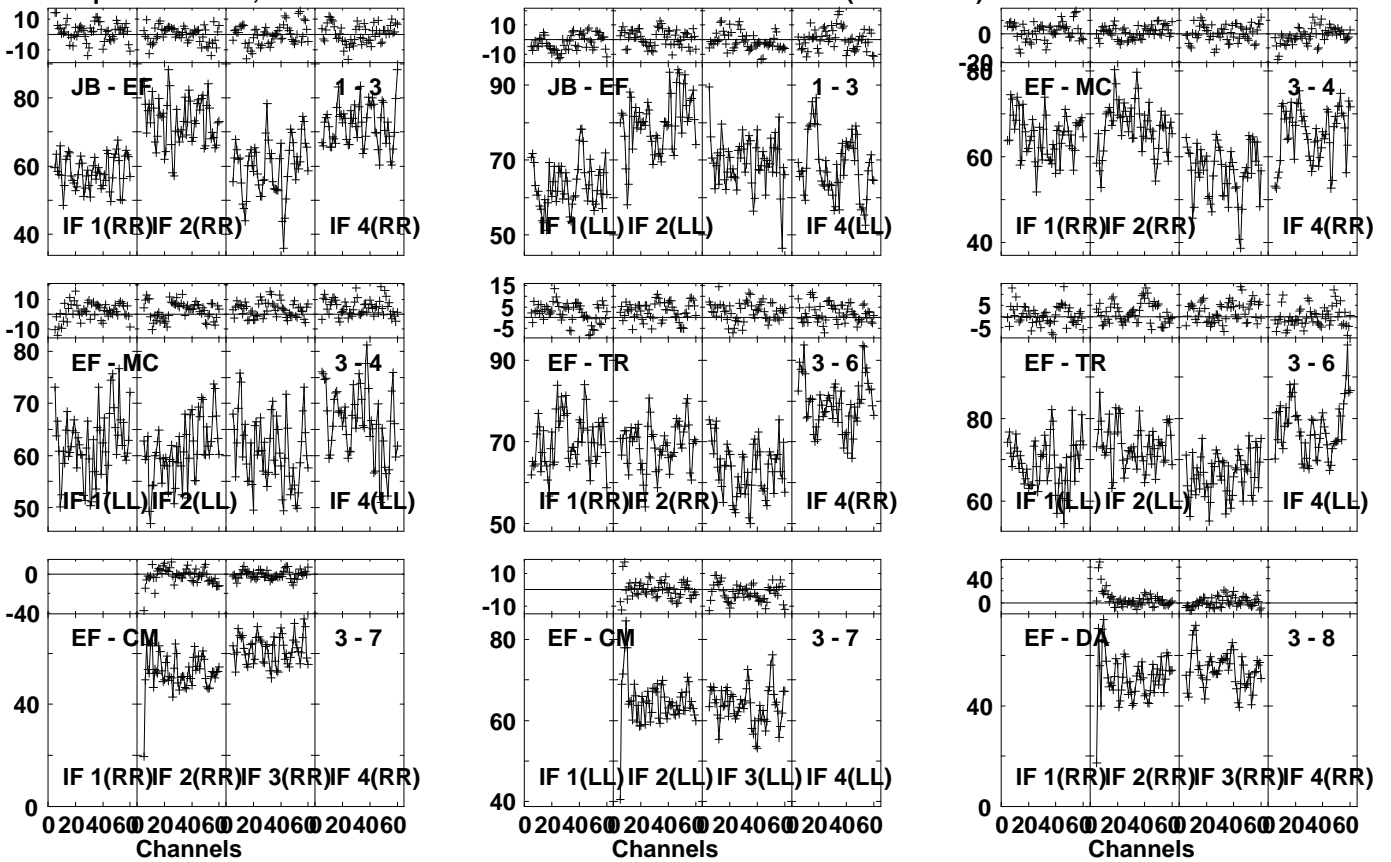 10 10
-10 -10 0
-20
JB - EF 1 - 3 JB - EF 1 - 3 EF - MC 3 - 4
80 90 80
60 70 60
40 50 40
IF 1(RR) IF 2(RR) IF 4(RR) IF 1(LL) IF 2(LL) IF 4(LL) IF 1(RR) IF 2(RR) IF 4(RR)
10 15 5
-10 5 -5
-5
EF - MC 3 - 4 EF - TR 3 - 6 EF - TR 3 - 6
80 90 80
70 70 60
60 50
50
IF 1(LL) IF 2(LL) IF 4(LL) IF 1(RR) IF 2(RR) IF 4(RR) IF 1(LL) IF 2(LL) IF 4(LL)
0 10 40
-40 -10 0
EF - CM 3 - 7 EF - CM 3 - 7 EF - DA 3 - 8
40 80 40
0 60 0
40
IF 1(RR) IF 2(RR) IF 3(RR) IF 4(RR) IF 1(LL) IF 2(LL) IF 3(LL) IF 4(LL) IF 1(RR) IF 2(RR) IF 3(RR) IF 4(RR)
0 204060 0 204060 0 204060 0 204060 0 204060 0 204060 0 204060 0 204060 0 204060 0 204060 0 204060 0 204060
Channels Channels Channels